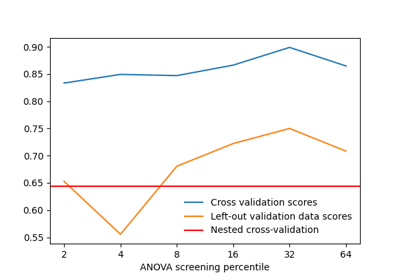 0.90
0.85
0.80
0.75
0.70
0.65
0.60
0.55
Cross validation scores
Left-out validation data scores
Nested cross-validation
2 4 8 16 32 64
ANOVA screening percentile